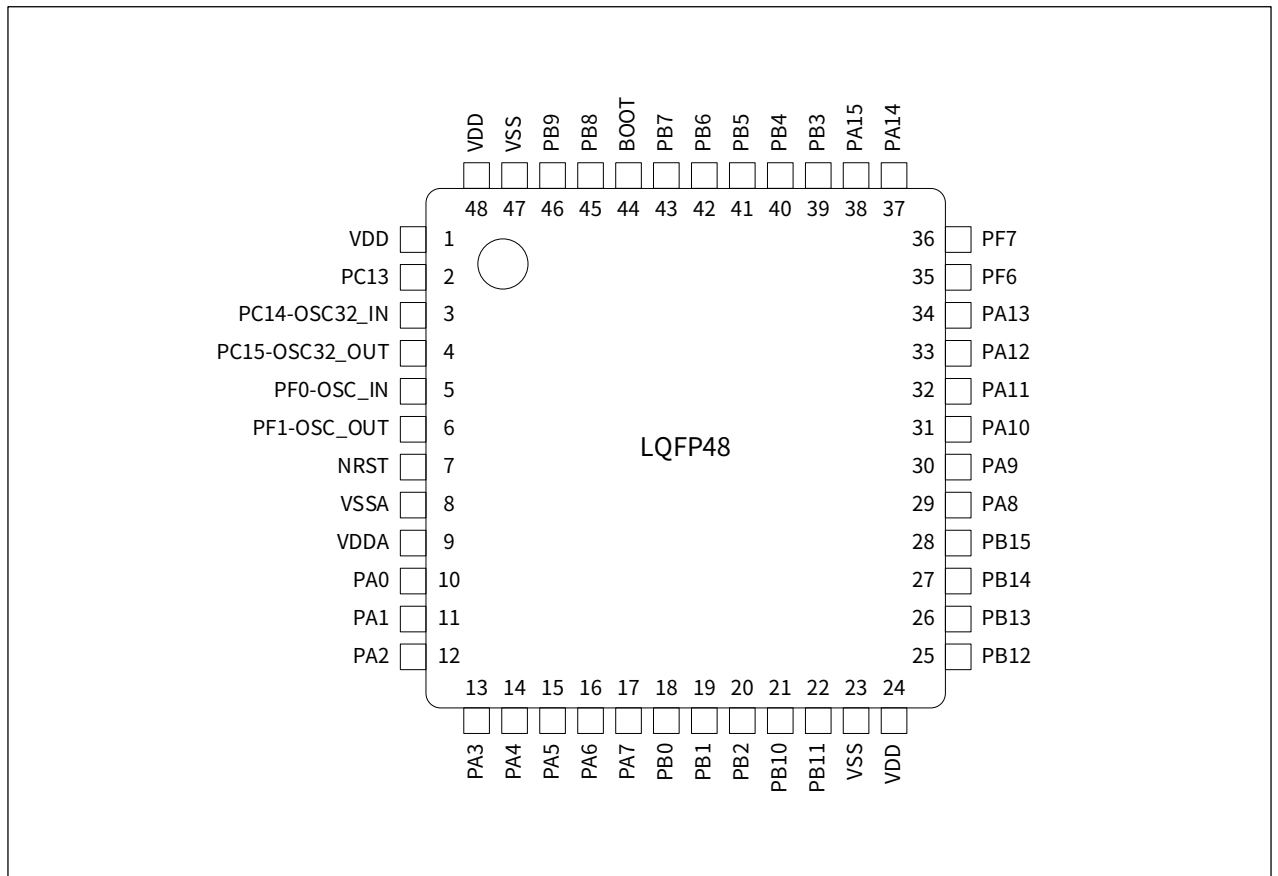 VDD
VSS
PB9
PB8
BOOT
PB7
PB6
PB5
PB4
PB3
PA15
PA14
48 47 46 45 44 43 42 41 40 39 38 37
VDD 1 36 PF7
PC13 2 35 PF6
PC14-OSC32_IN 3 34 PA13
PC15-OSC32_OUT 4 33 PA12
PF0-OSC_IN 5 32 PA11
PF1-OSC_OUT 6 31 PA10
LQFP48
NRST 7 30 PA9
VSSA 8 29 PA8
VDDA 9 28 PB15
PA0 10 27 PB14
PA1 11 26 PB13
PA2 12 25 PB12
13 14 15 16 17 18 19 20 21 22 23 24
PA3
PA4
PA5
PA6
PA7
PB0
PB1
PB2
PB10
PB11
VSS
VDD